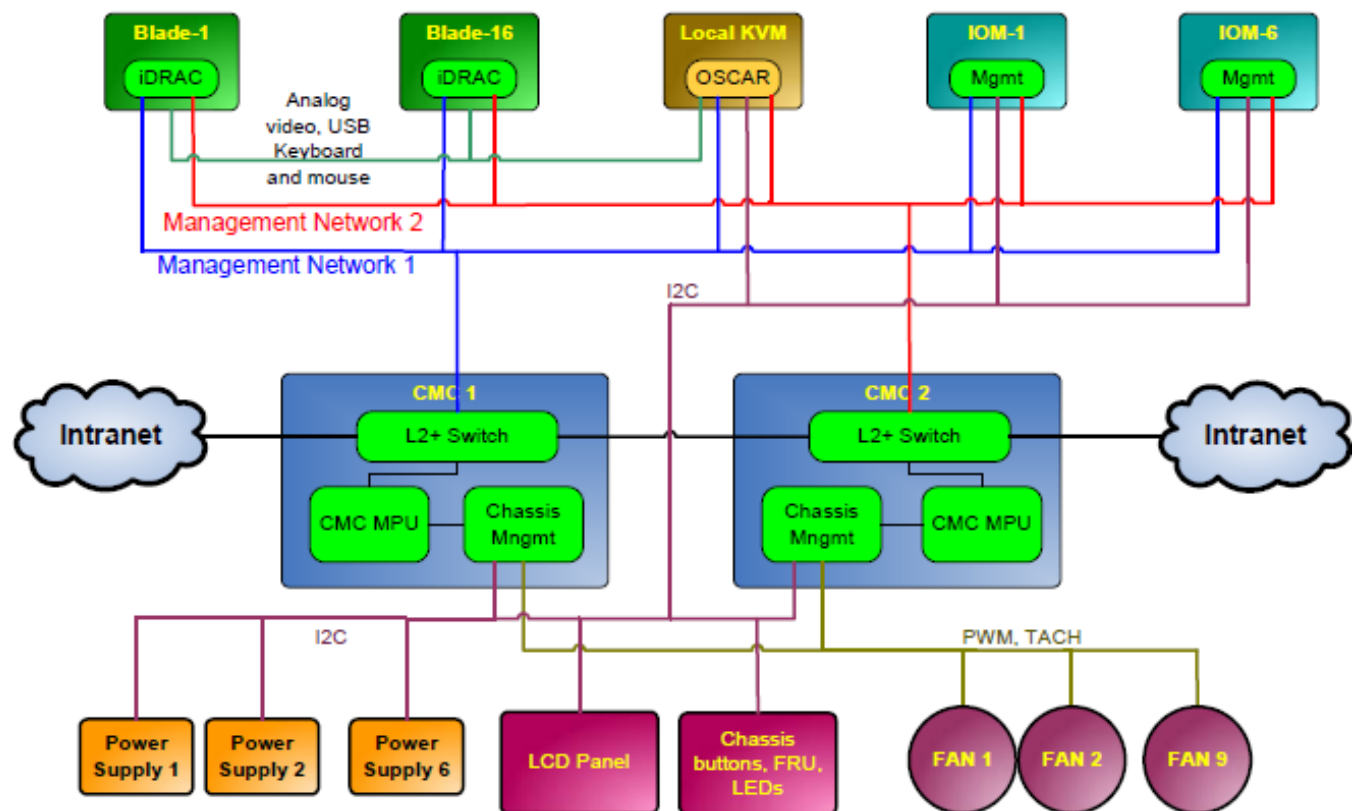 Blade-1
iDRAC
Blade-16
iDRAC
Local KVM
OSCAR
IOM-1
Mgmt
IOM-6
Mgmt
Analog
video, USB
Keyboard
and mouse
Management Network 2
Management Network 1
I2C
Intranet
CMC 1
L2+ Switch
CMC MPU
Chassis
Mngmt
CMC 2
L2+ Switch
Chassis
Mngmt
CMC MPU
Intranet
I2C
PWM, TACH
Power
Supply 1
Power
Supply 2
Power
Supply 6
LCD Panel
Chassis
buttons, FRU,
LEDs
FAN 1
FAN 2
FAN 9